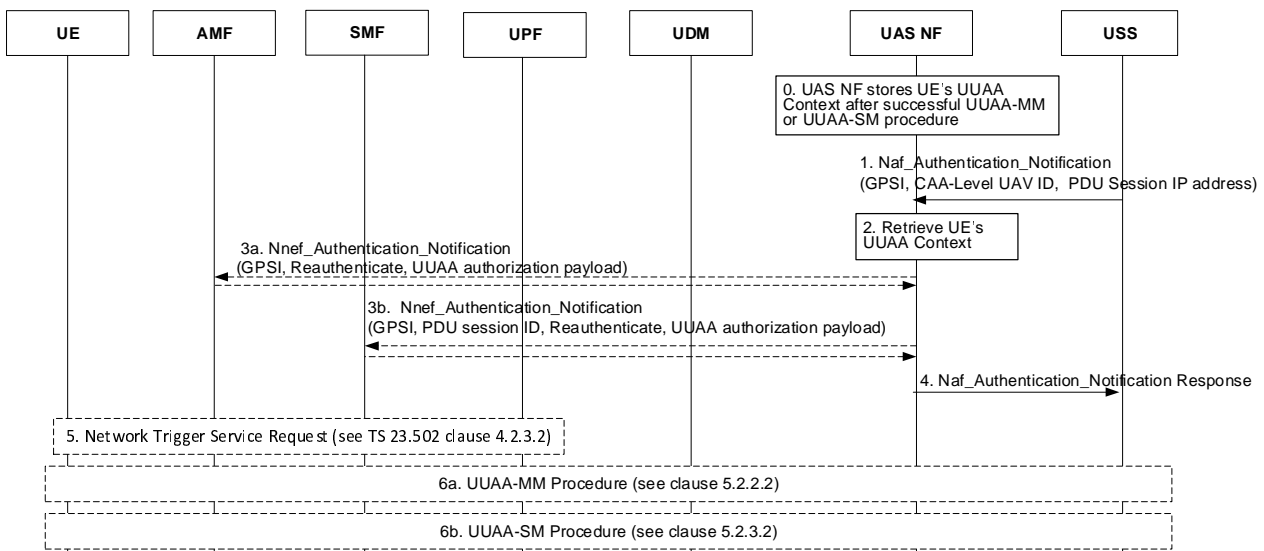 UE
AMF
SMF
UPF
UDM
UAS NF
USS
0. UAS NF stores UE's UUAA
Context after successful UUAA-MM
or UUAA-SM procedure
1. Naf_Authentication_Notification
(GPSI, CAA-Level UAV ID, PDU Session IP address)
2. Retrieve UE's
UUAA Context
3a. Nnef_Authentication_Notification
(GPSI, Reauthenticate, UUAA authorization payload)
3b. Nnef_Authentication_Notification
(GPSI, PDU session ID, Reauthenticate, UUAA authorization payload)
4. Naf_Authentication_Notification Response
5. Network Trigger Service Request (see TS 23.502 clause 4.2.3.2)
6a. UUAA-MM Procedure (see clause 5.2.2.2)
6b. UUAA-SM Procedure (see clause 5.2.3.2)